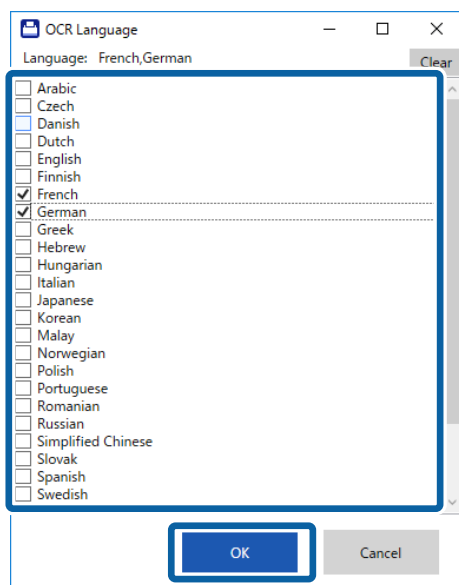 OCR Language
Language: French,German
Clear
Arabic
Czech
Danish
Dutch
English
Finnish
French
German
Greek
Hebrew
Hungarian
Italian
Japanese
Korean
Malay
Norwegian
Polish
Portuguese
Romanian
Russian
Simplified Chinese
Slovak
Spanish
Swedish
OK Cancel